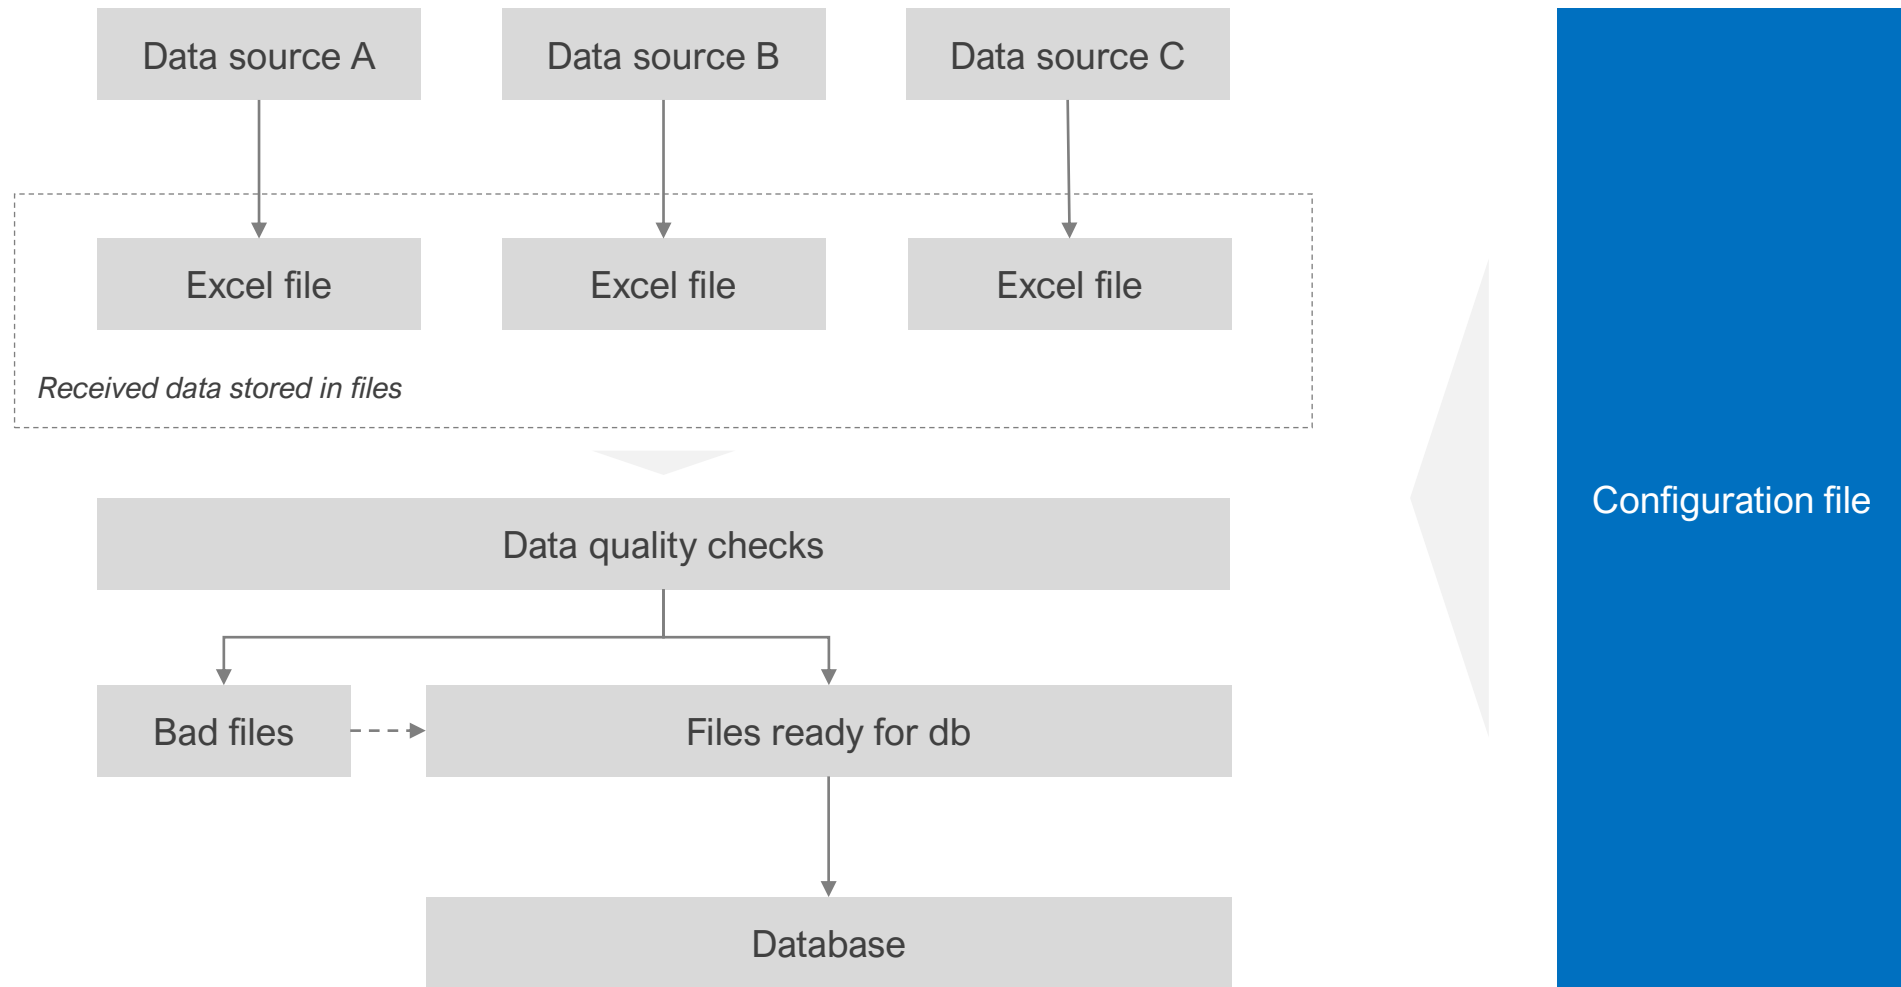 Data source A
Data source B
Data source C
Excel file
Excel file
Excel file
Received data stored in files
Configuration file
Data quality checks
Bad files
Files ready for db
Database